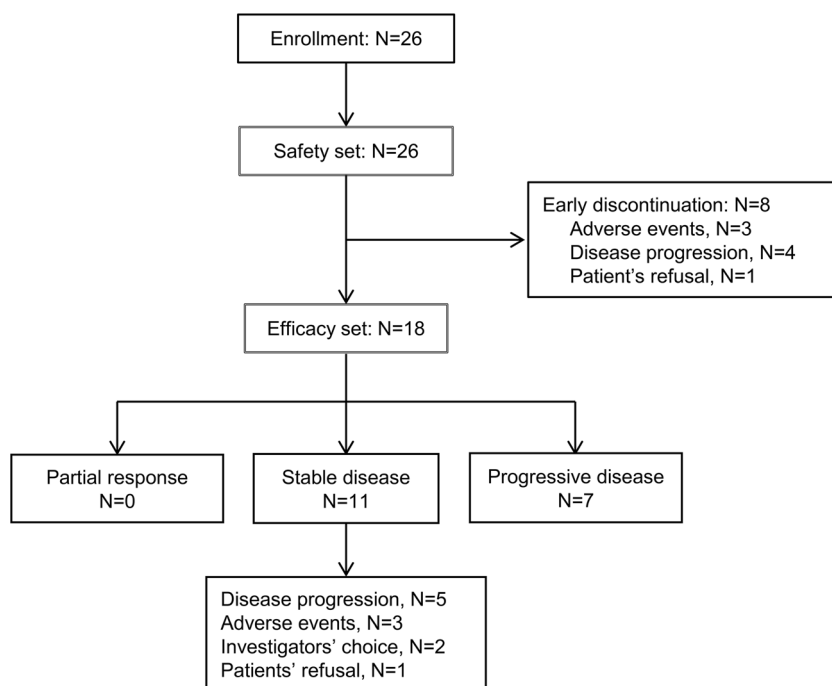 Enrollment: N=26
Safety set: N=26
Early discontinuation: N=8
Adverse events, N=3
Disease progression, N=4
Patient’s refusal, N=1
Efficacy set: N=18
Partial response
N=0
Stable disease
N=11
Progressive disease
N=7
Disease progression, N=5
Adverse events, N=3
Investigators’ choice, N=2
Patients’ refusal, N=1